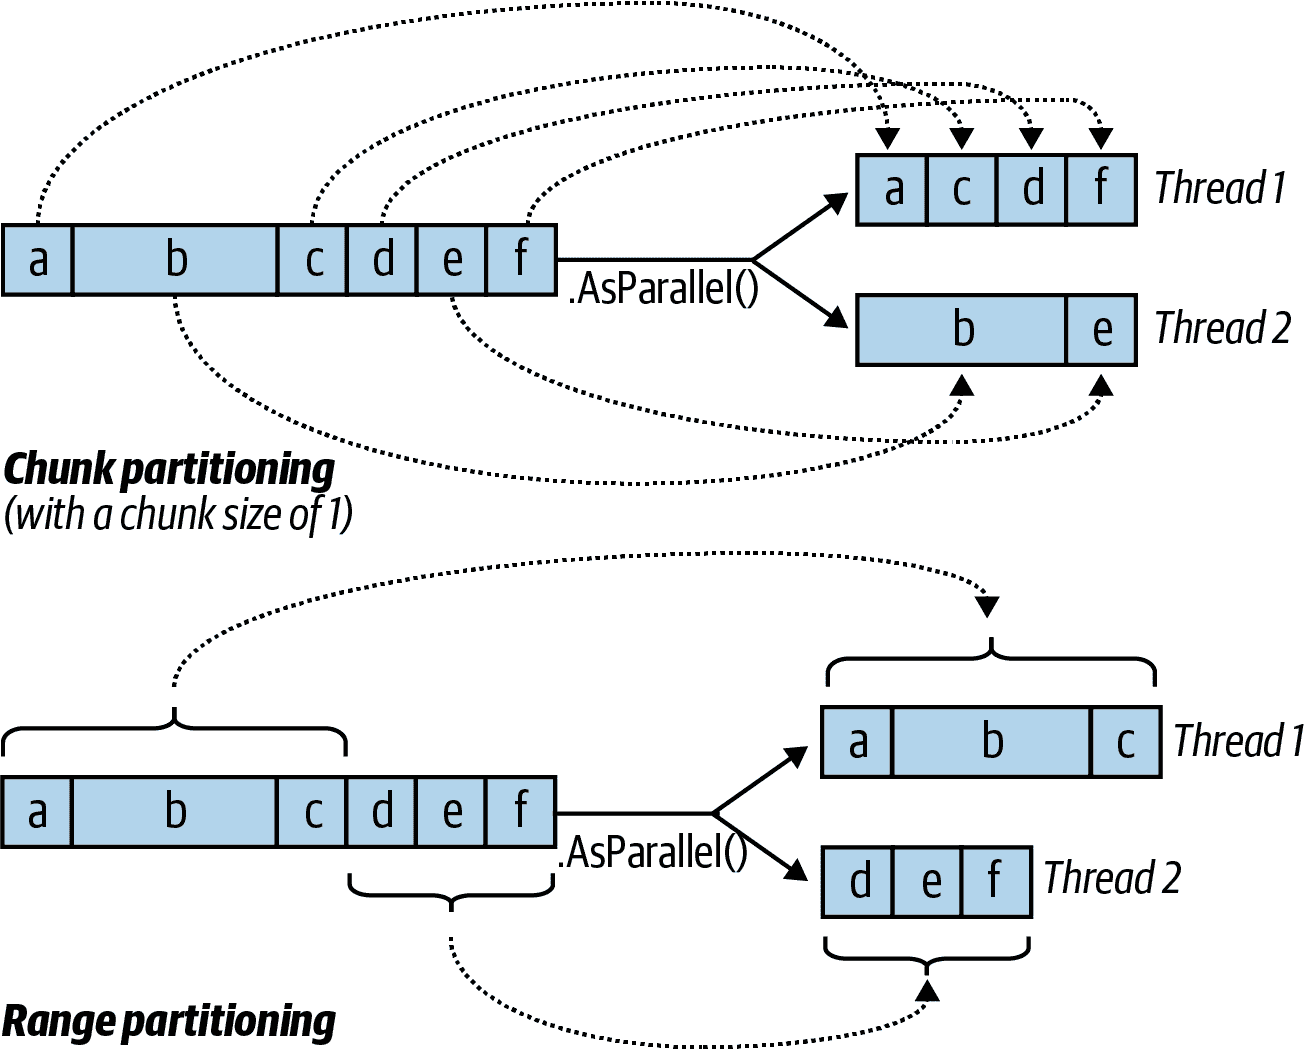 a c d f Thread 1
a b c d e f
.AsParallel()
b e Thread 2
Chunk partitioning
(with a chunk size of 1)
a b c Thread 1
a b c d e f
.AsParallel()
d e f Thread 2
Range partitioning